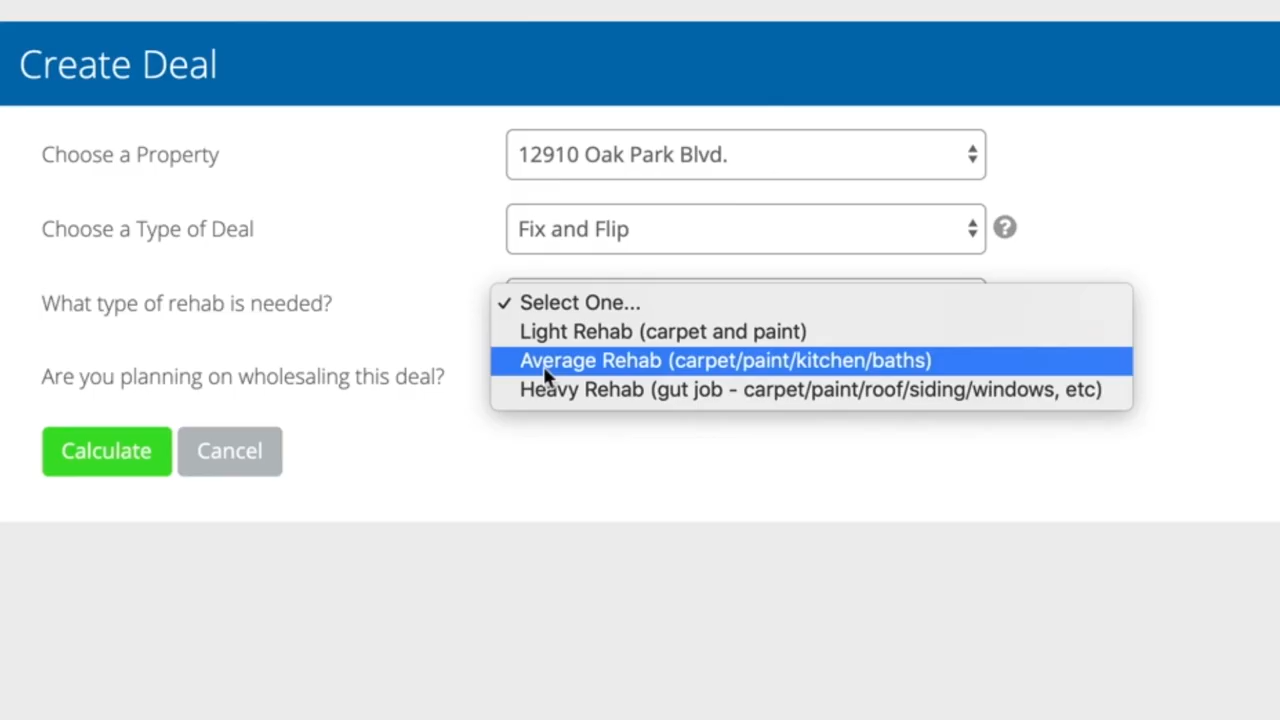 Create Deal
Choose a Property
12910 Oak Park Blvd.
Choose a Type of Deal
Fix and Flip
?
What type of rehab is needed?
✓ Select One...
Light Rehab (carpet and paint)
Average Rehab (carpet/paint/kitchen/baths)
Heavy Rehab (gut job - carpet/paint/roof/siding/windows, etc)
Are you planning on wholesaling this deal?
Calculate
Cancel